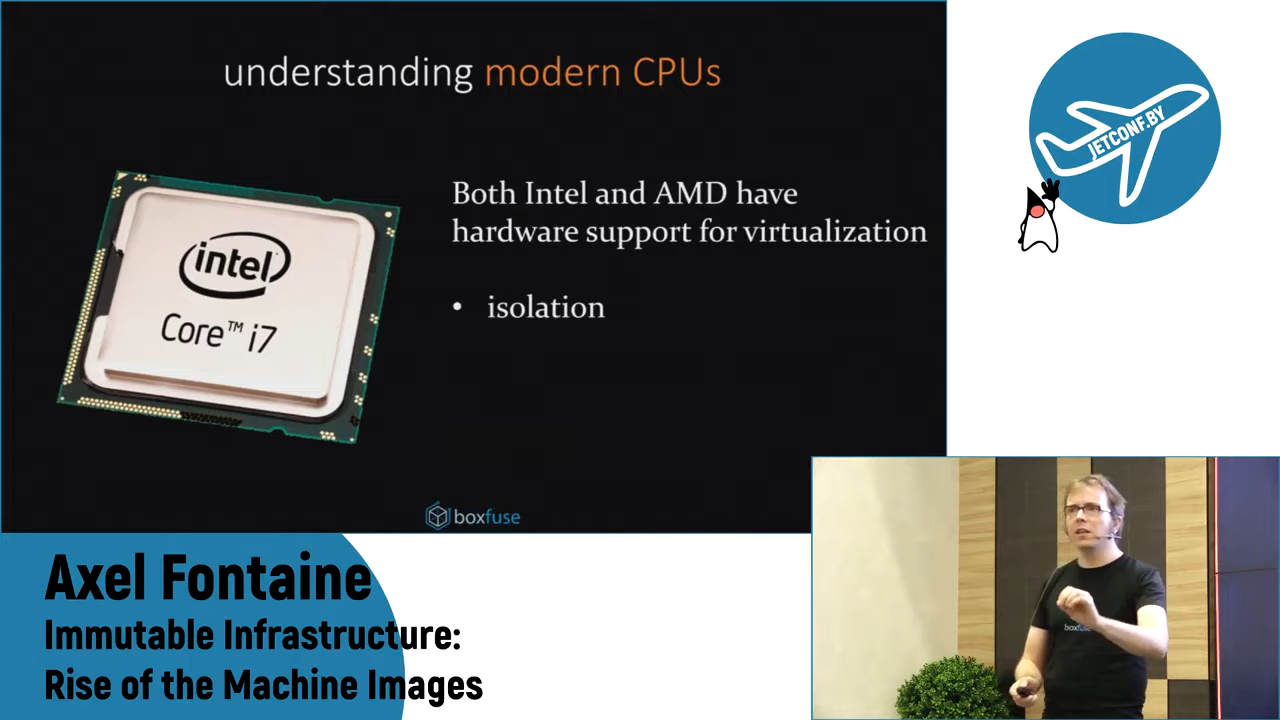 understanding modern CPUs
Both Intel and AMD have
hardware support for virtualization
• isolation
intel
Core™ i7
boxfuse
JETCONF.BY
boxfuse
Axel Fontaine
Immutable Infrastructure:
Rise of the Machine Images